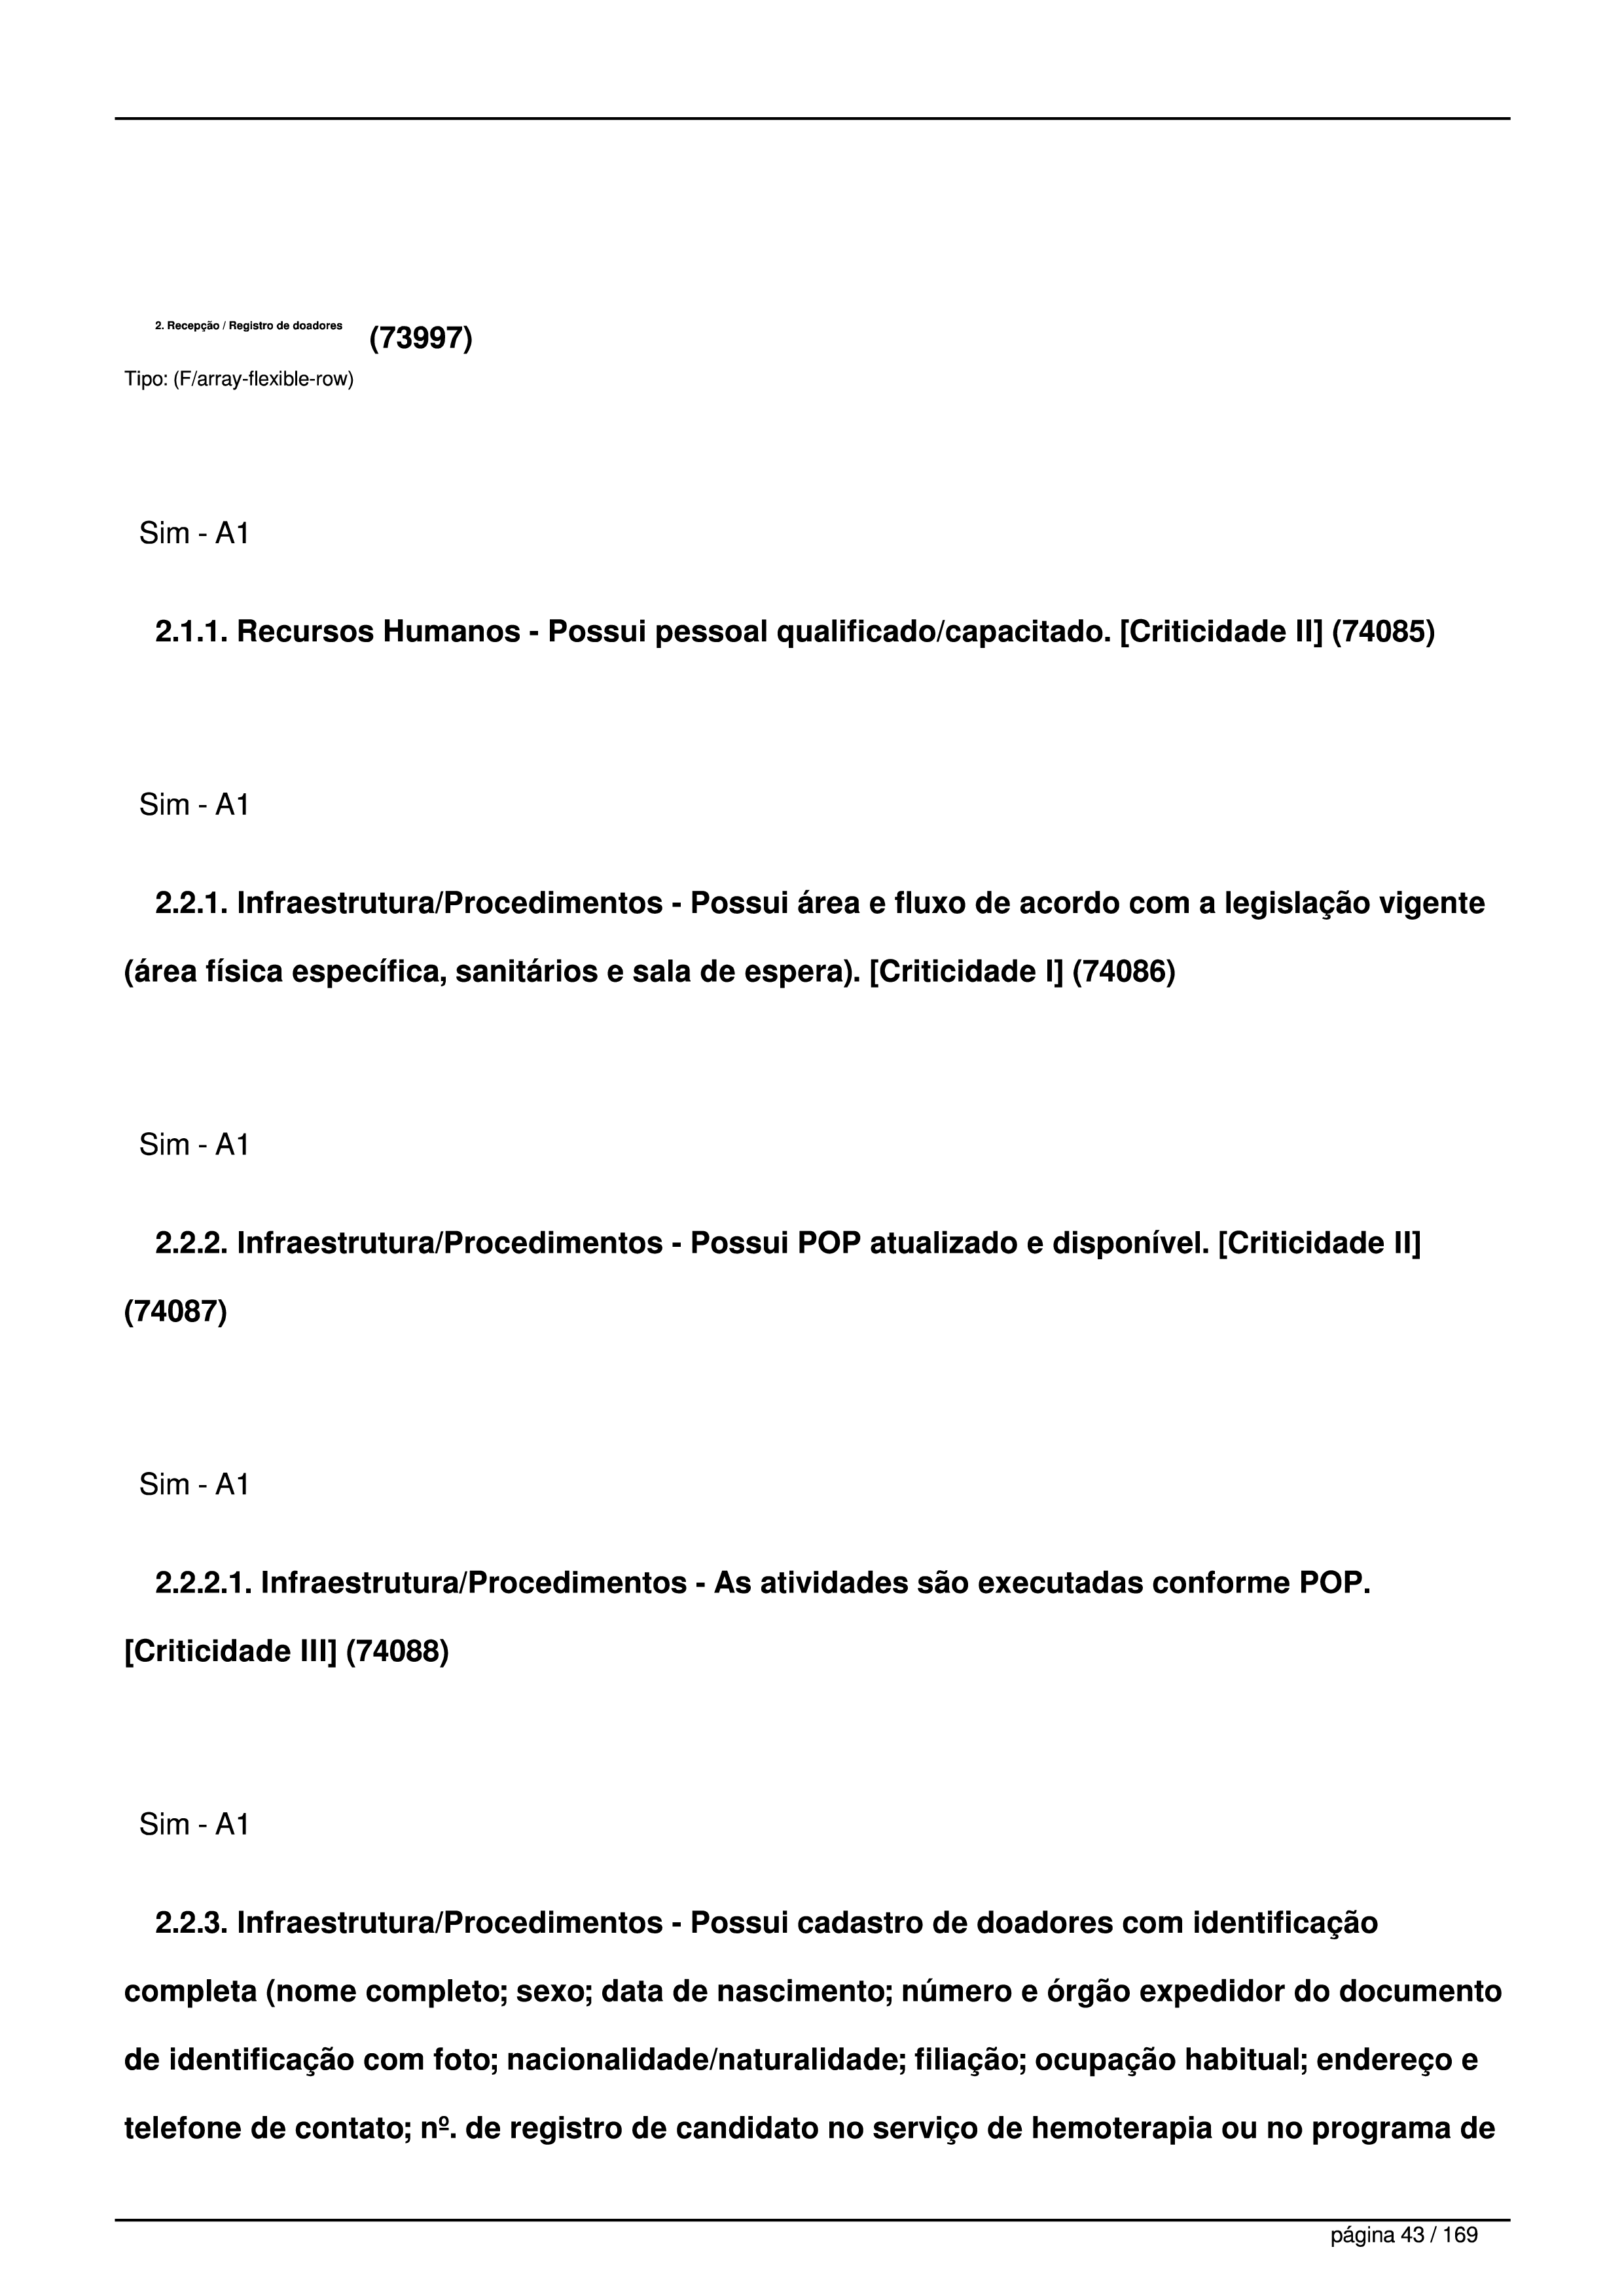 2. Recepção / Registro de doadores (73997)
Tipo: (F/array-flexible-row)
Sim - A1
2.1.1. Recursos Humanos - Possui pessoal qualificado/capacitado. [Criticidade II] (74085)
Sim - A1
2.2.1. Infraestrutura/Procedimentos - Possui área e fluxo de acordo com a legislação vigente
(área física específica, sanitários e sala de espera). [Criticidade I] (74086)
Sim - A1
2.2.2. Infraestrutura/Procedimentos - Possui POP atualizado e disponível. [Criticidade II]
(74087)
Sim - A1
2.2.2.1. Infraestrutura/Procedimentos - As atividades são executadas conforme POP.
[Criticidade III] (74088)
Sim - A1
2.2.3. Infraestrutura/Procedimentos - Possui cadastro de doadores com identificação
completa (nome completo; sexo; data de nascimento; número e órgão expedidor do documento
de identificação com foto; nacionalidade/naturalidade; filiação; ocupação habitual; endereço e
telefone de contato; nº. de registro de candidato no serviço de hemoterapia ou no programa de
página 43 / 169